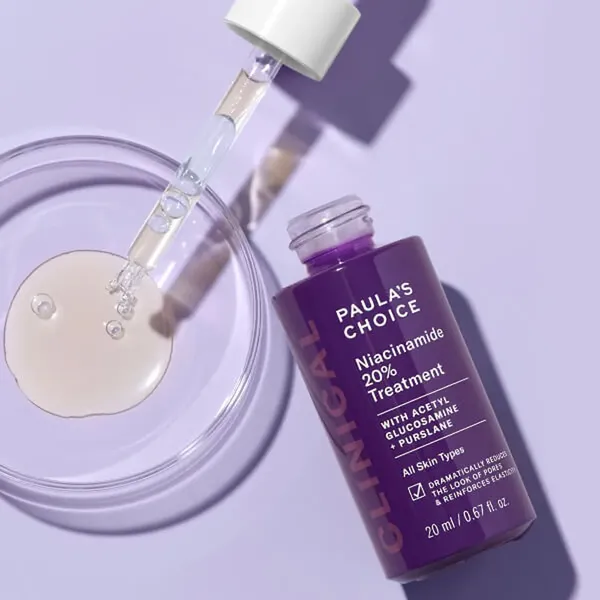 PAULA'S
CHOICE
CLINICAL
Niacinamide
20%
Treatment
WITH ACETYL
GLUCOSAMINE
+ PURSLANE
All Skin Types
DRAMATICALLY REDUCES
THE LOOK OF PORES
& REINFORCES ELASTICITY
20 ml / 0.67 fl. oz.